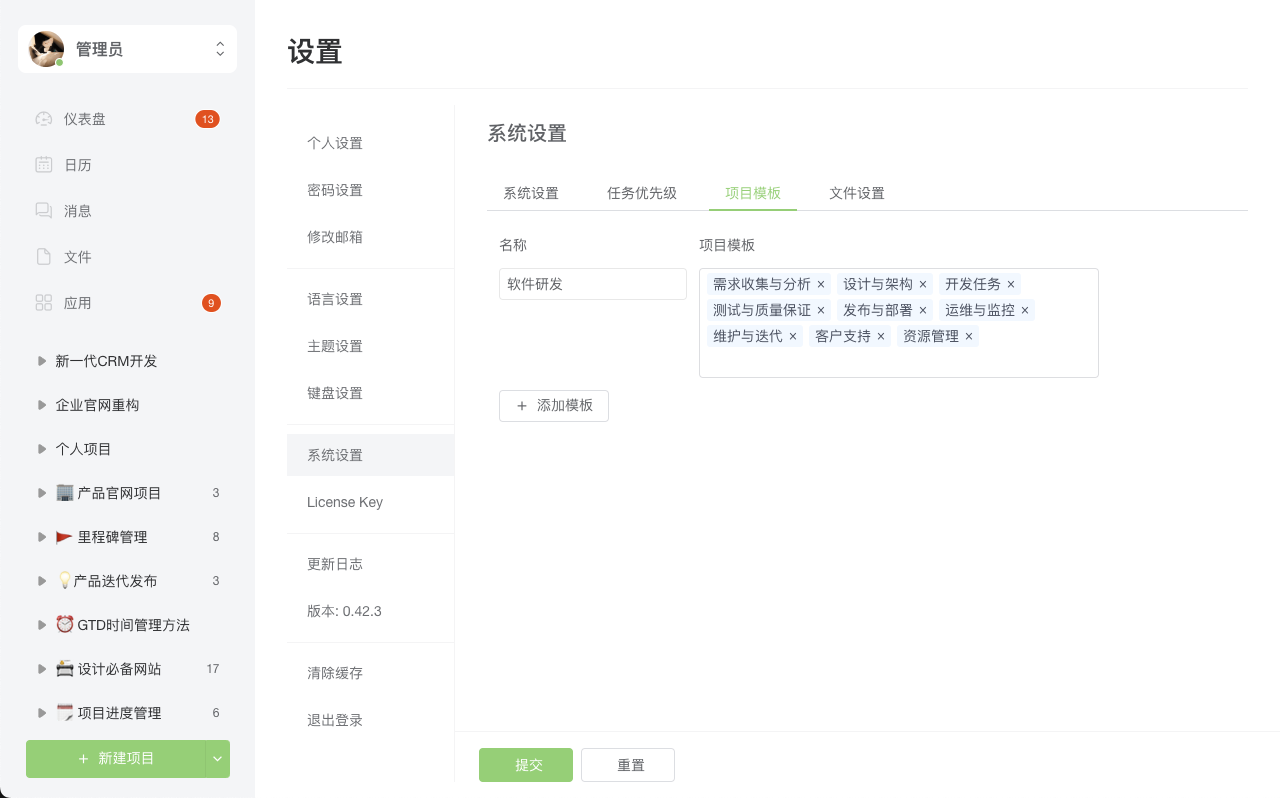 管理员
仪表盘 13
日历
消息
文件
应用 9
新一代CRM开发
企业官网重构
个人项目
产品官网项目 3
里程碑管理 8
产品迭代发布 3
GTD时间管理方法
设计必备网站 17
项目进度管理 6
+ 新建项目
设置
个人设置
密码设置
修改邮箱
语言设置
主题设置
键盘设置
系统设置
License Key
更新日志
版本: 0.42.3
清除缓存
退出登录
系统设置
系统设置 任务优先级 项目模板 文件设置
名称 项目模板
软件研发
需求收集与分析 × 设计与架构 × 开发任务 ×
测试与质量保证 × 发布与部署 × 运维与监控 ×
维护与迭代 × 客户支持 × 资源管理 ×
+ 添加模板
提交 重置